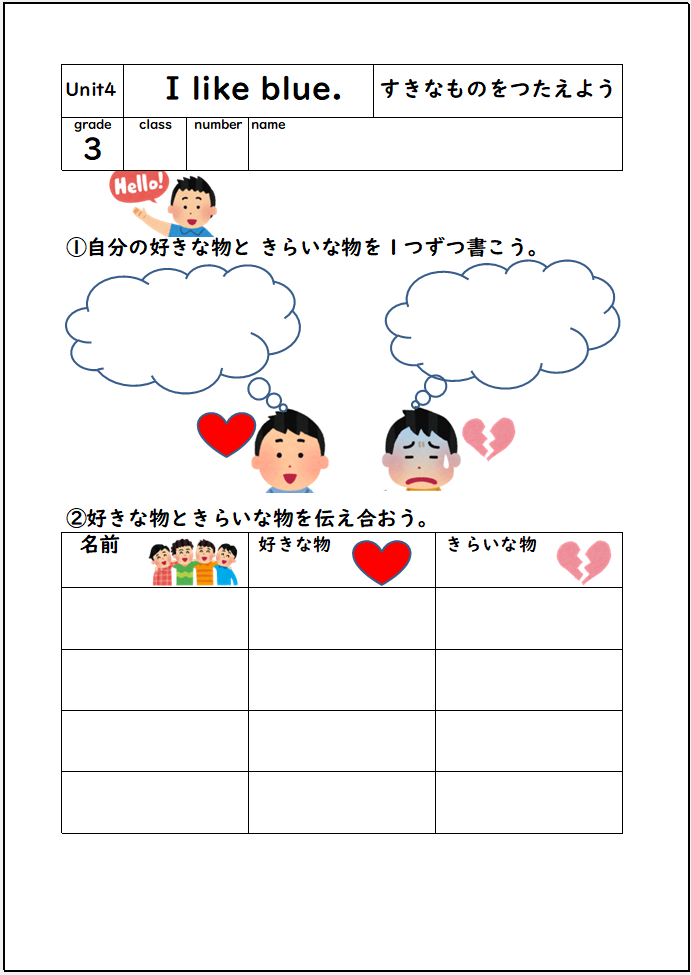 Unit4 I like blue. すきなものをつたえよう
grade class number name
3
Hello!
①自分の好きな物と きらいな物を１つずつ書こう。
②好きな物ときらいな物を伝え合おう。
名前 好きな物 きらいな物